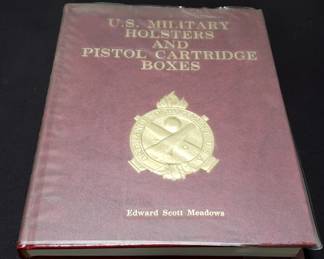 U.S. MILITARY
HOLSTERS
AND
PISTOL CARTRIDGE
BOXES
Edward Scott Meadows